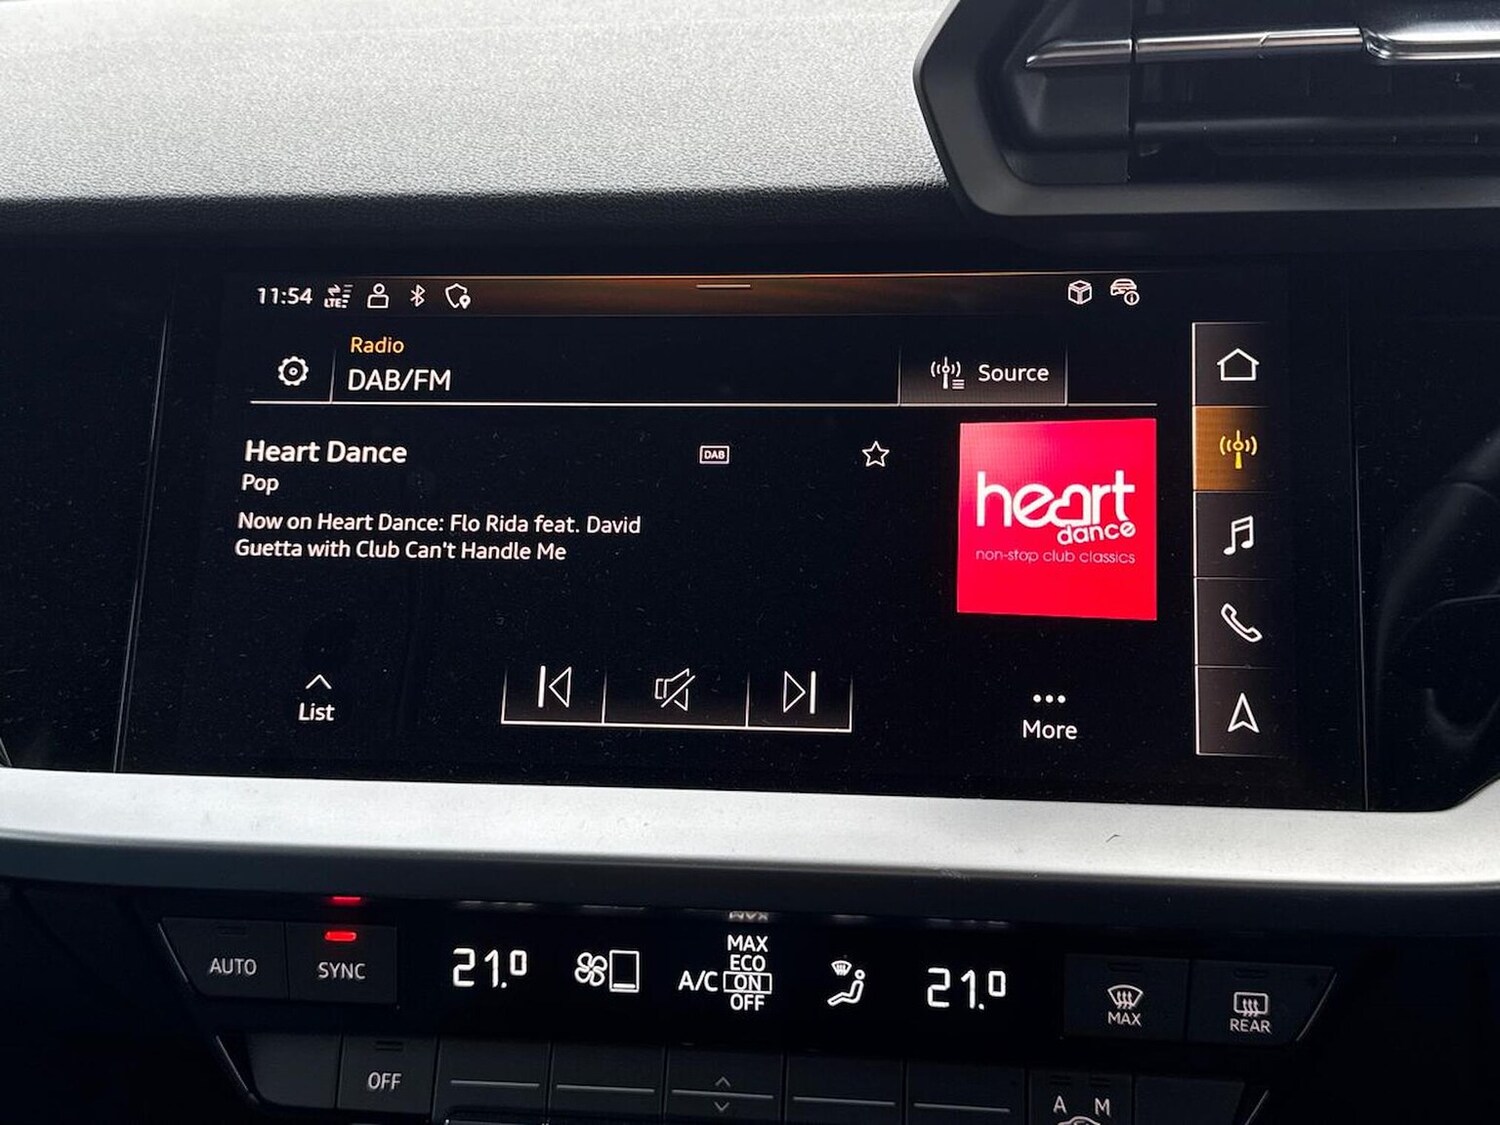 11:54 LTE
Radio
DAB/FM
Source
Heart Dance
DAB
Pop
Now on Heart Dance: Flo Rida feat. David
Guetta with Club Can't Handle Me
heart
dance
non-stop club classics
List
More
AUTO
SYNC
21.0
A/C
MAX
ECO
ON
OFF
21.0
MAX
REAR
OFF
A M